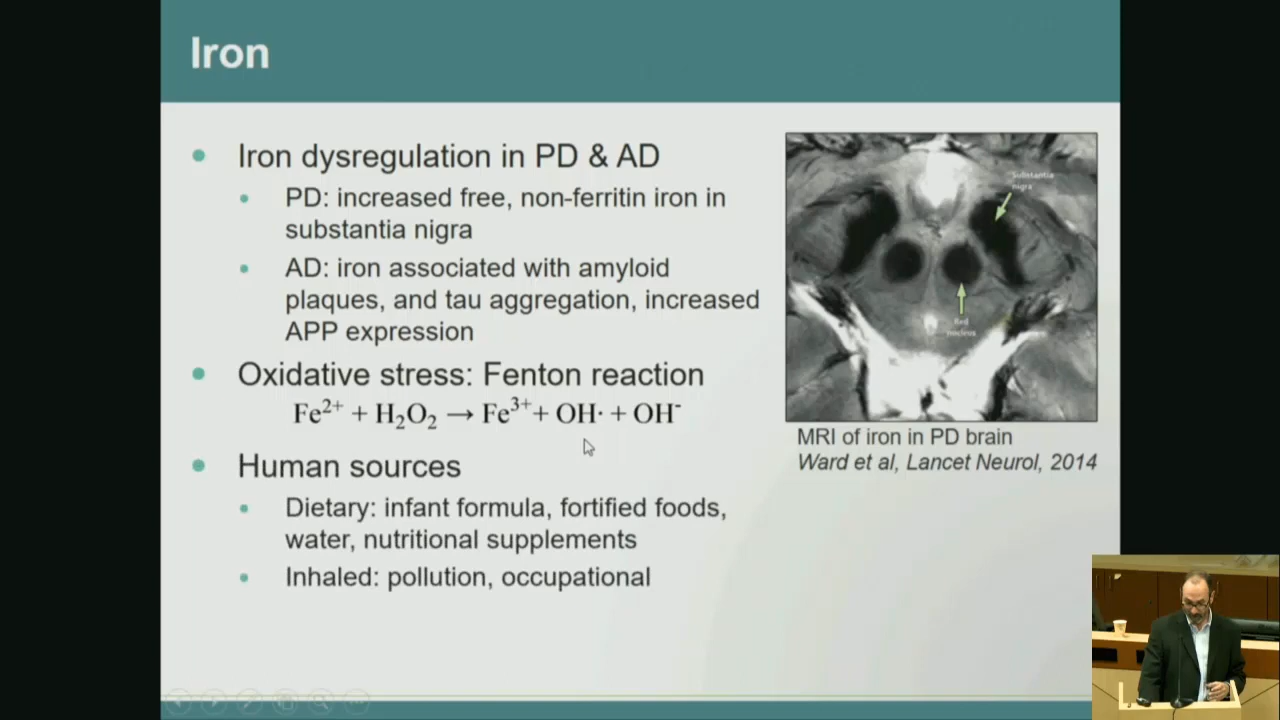 Iron
Iron dysregulation in PD & AD
PD: increased free, non-ferritin iron in
substantia nigra
AD: iron associated with amyloid
plaques, and tau aggregation, increased
APP expression
Oxidative stress: Fenton reaction
Fe²⁺ + H₂O₂ → Fe³⁺ + OH· + OH⁻
Human sources
Dietary: infant formula, fortified foods,
water, nutritional supplements
Inhaled: pollution, occupational
Substantia
nigra
Red
nucleus
MRI of iron in PD brain
Ward et al, Lancet Neurol, 2014